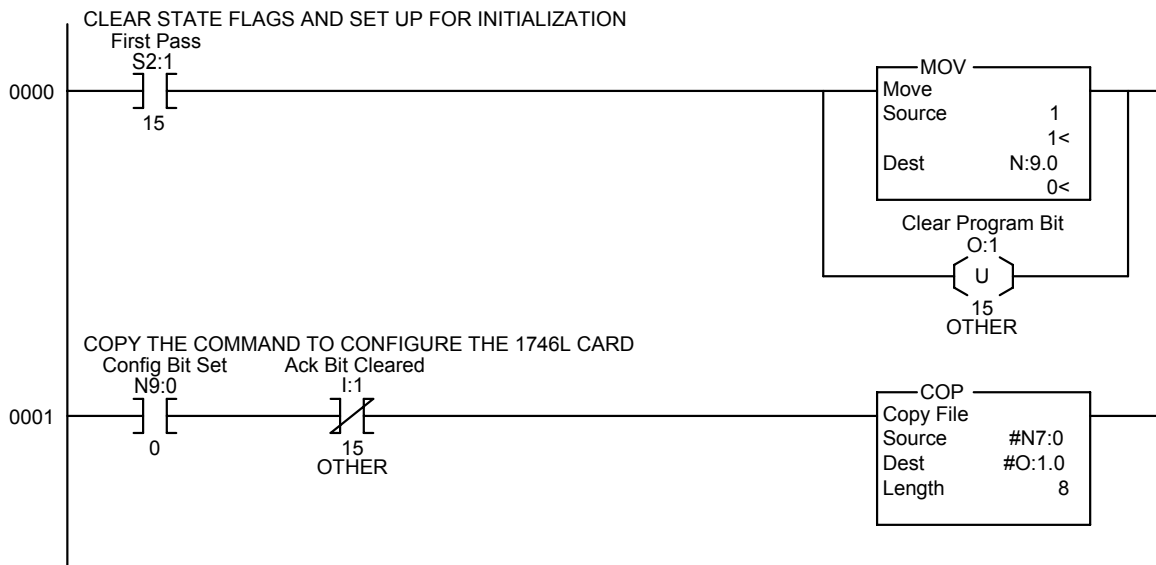 CLEAR STATE FLAGS AND SET UP FOR INITIALIZATION
First Pass
S2:1
0000
15
MOV
Move
Source 1
1<
Dest N:9.0
0<
Clear Program Bit
O:1
U
15
OTHER
COPY THE COMMAND TO CONFIGURE THE 1746L CARD
Config Bit Set Ack Bit Cleared
N9:0 I:1
0001
0 15
OTHER
COP
Copy File
Source #N7:0
Dest #O:1.0
Length 8